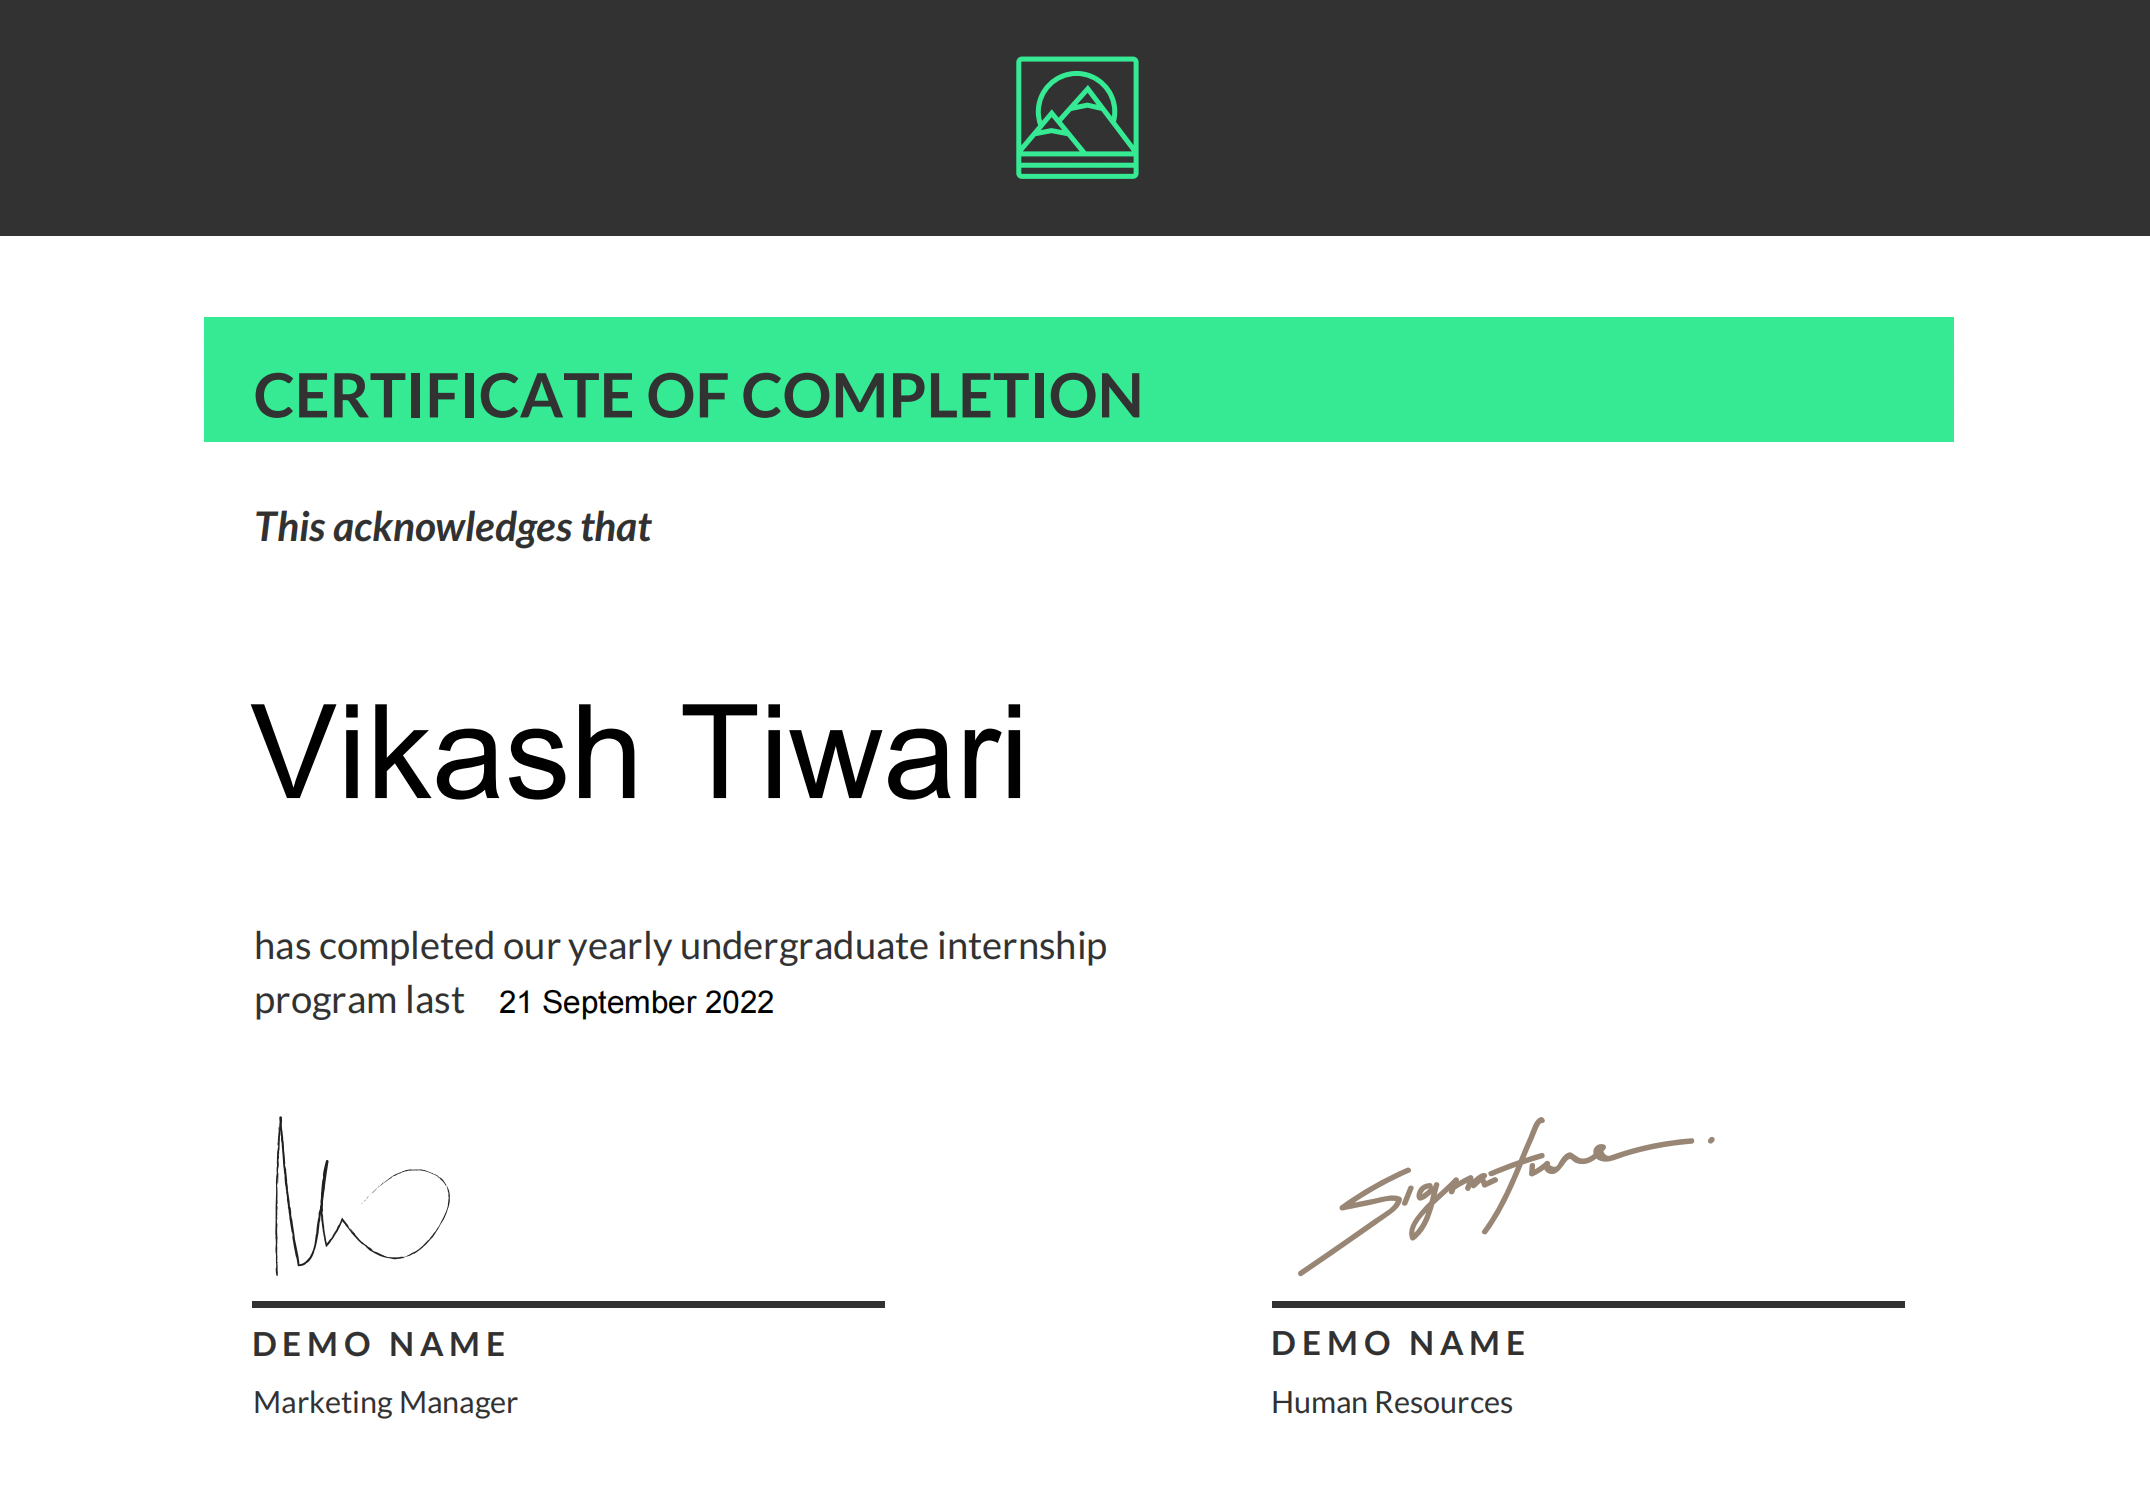 CERTIFICATE OF COMPLETION
This acknowledges that
Vikash Tiwari
has completed our yearly undergraduate internship
program last 21 September 2022
Signature
DEMO NAME
Marketing Manager
DEMO NAME
Human Resources